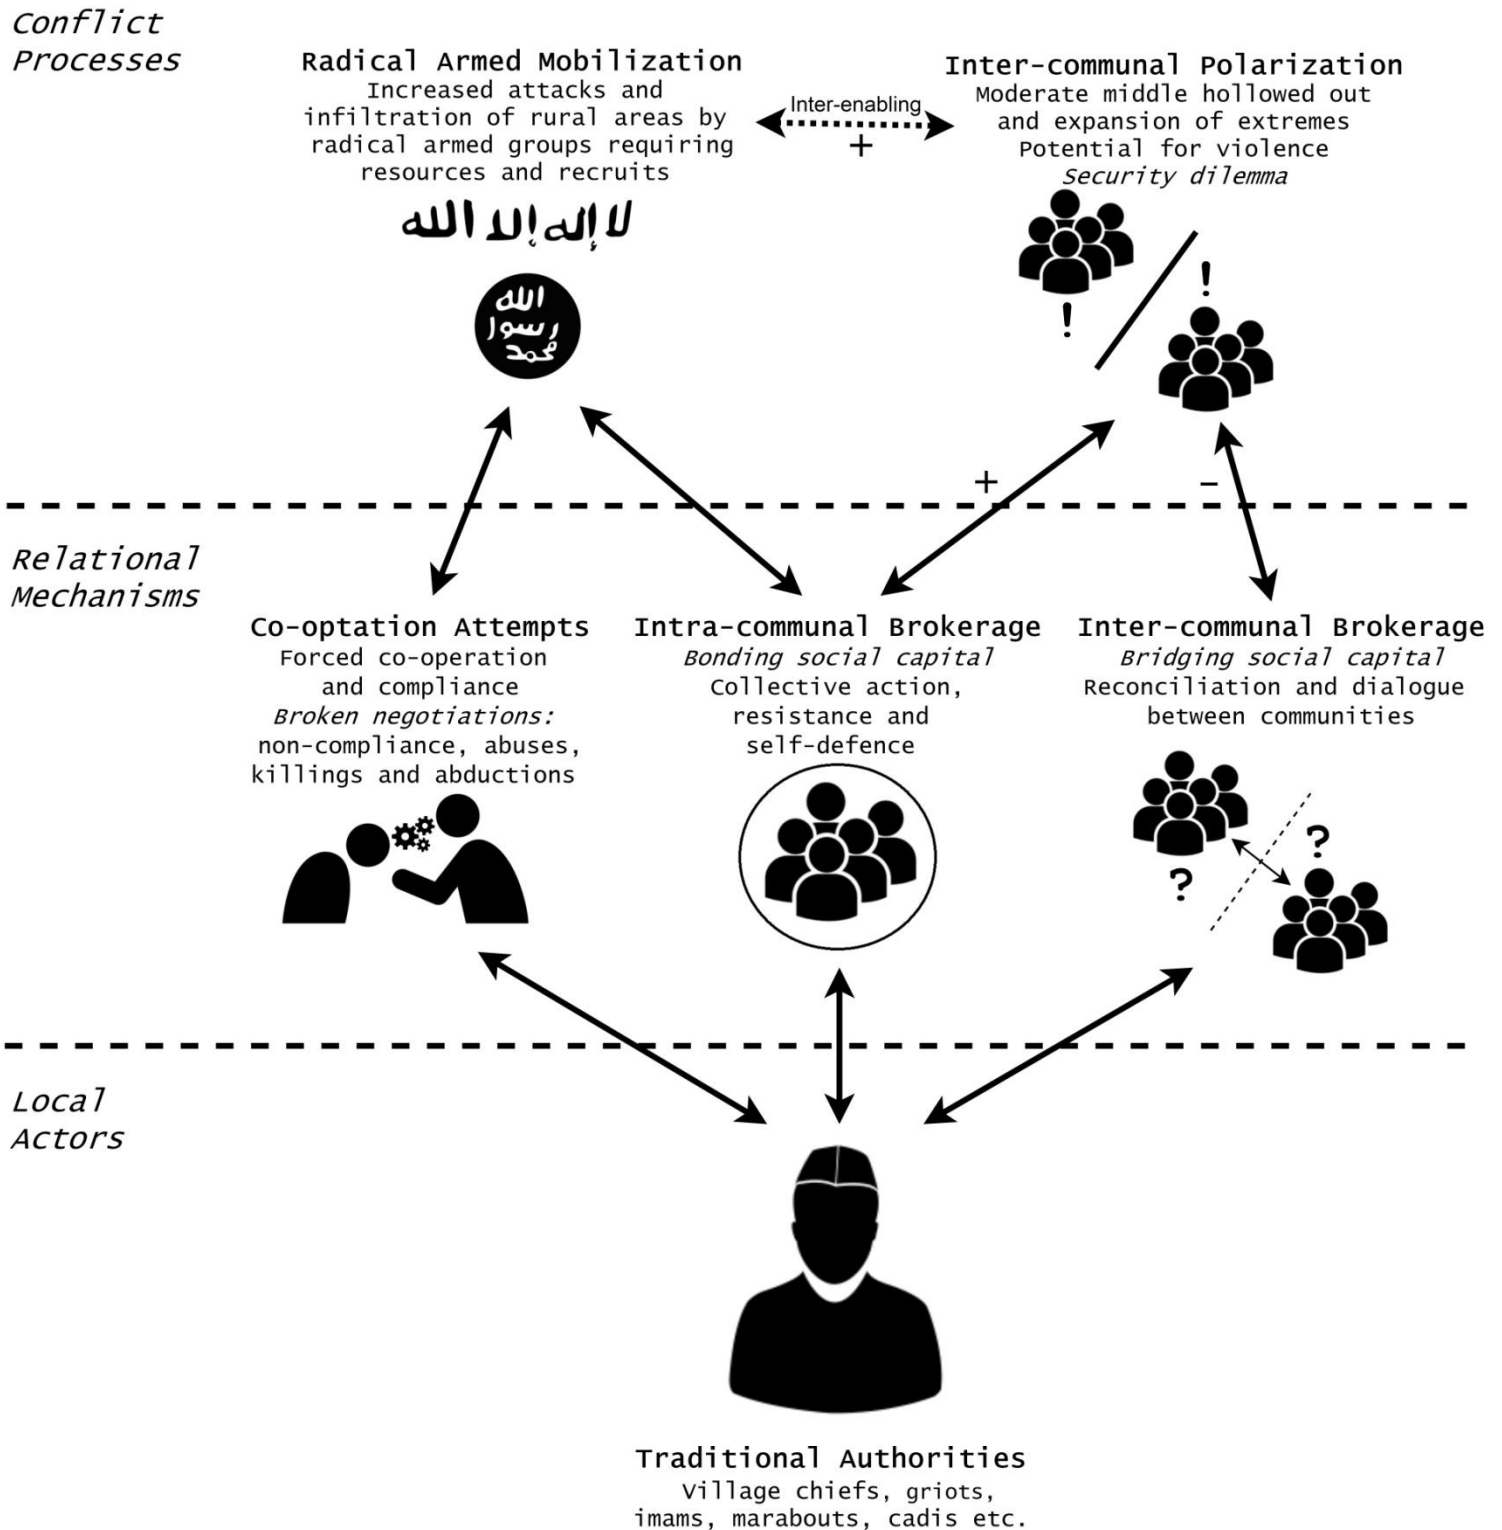 Conflict
Processes
Radical Armed Mobilization
Increased attacks and
infiltration of rural areas by
radical armed groups requiring
resources and recruits
لا إله إلا الله
الله
رسول
محمد
Inter-enabling
+
Inter-communal Polarization
Moderate middle hollowed out
and expansion of extremes
Potential for violence
Security dilemma
!
!
+
–
Relational
Mechanisms
Co-optation Attempts
Forced co-operation
and compliance
Broken negotiations:
non-compliance, abuses,
killings and abductions
Intra-communal Brokerage
Bonding social capital
Collective action,
resistance and
self-defence
Inter-communal Brokerage
Bridging social capital
Reconciliation and dialogue
between communities
?
?
Local
Actors
Traditional Authorities
Village chiefs, griots,
imams, marabouts, cadis etc.